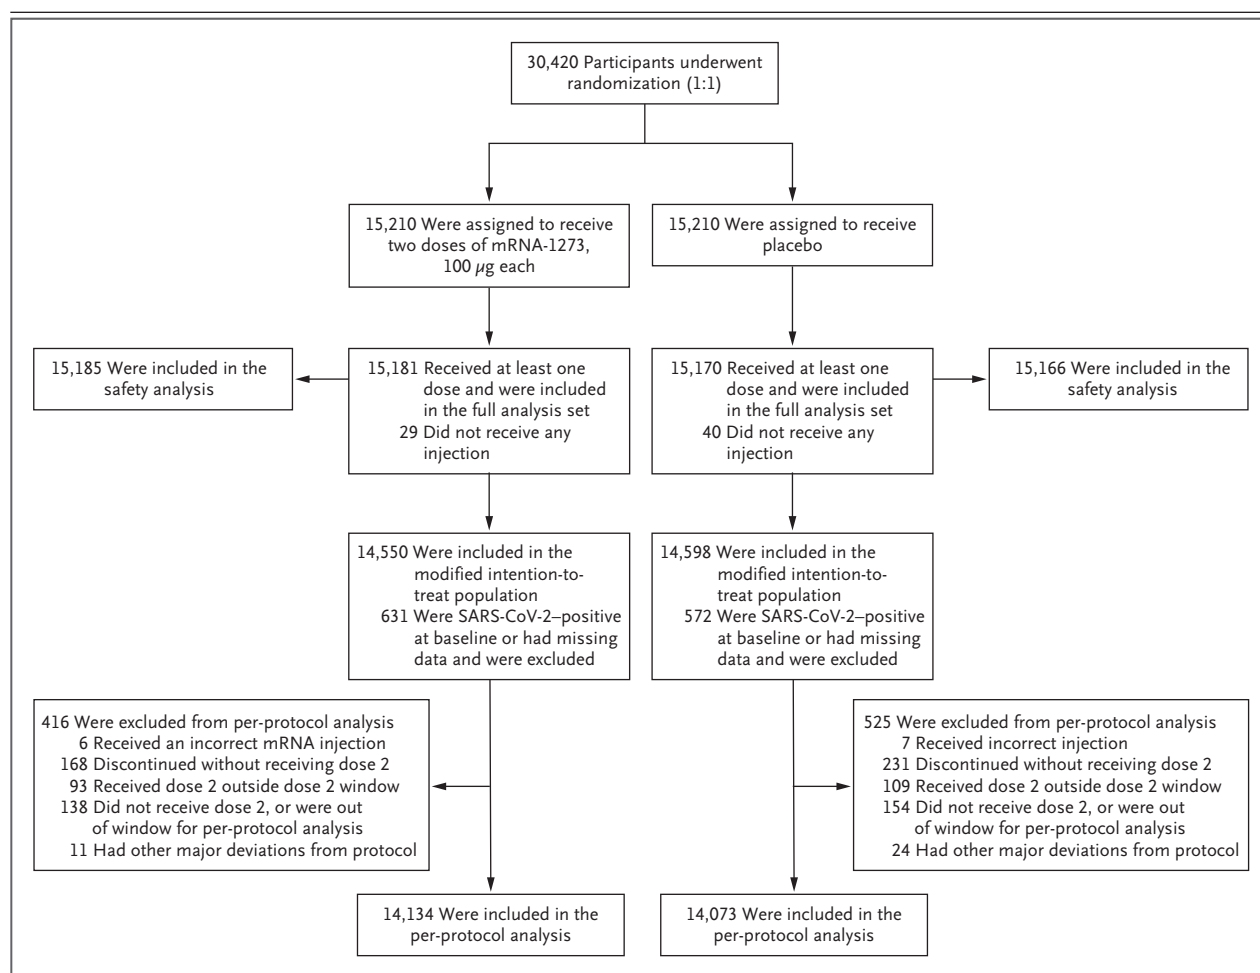 30,420 Participants underwent
randomization (1:1)
15,210 Were assigned to receive
two doses of mRNA-1273,
100 µg each
15,210 Were assigned to receive
placebo
15,185 Were included in the
safety analysis
15,181 Received at least one
dose and were included
in the full analysis set
29 Did not receive any
injection
15,170 Received at least one
dose and were included
in the full analysis set
40 Did not receive any
injection
15,166 Were included in the
safety analysis
14,550 Were included in the
modified intention-to-
treat population
631 Were SARS-CoV-2–positive
at baseline or had missing
data and were excluded
14,598 Were included in the
modified intention-to-
treat population
572 Were SARS-CoV-2–positive
at baseline or had missing
data and were excluded
416 Were excluded from per-protocol analysis
6 Received an incorrect mRNA injection
168 Discontinued without receiving dose 2
93 Received dose 2 outside dose 2 window
138 Did not receive dose 2, or were out
of window for per-protocol analysis
11 Had other major deviations from protocol
525 Were excluded from per-protocol analysis
7 Received incorrect injection
231 Discontinued without receiving dose 2
109 Received dose 2 outside dose 2 window
154 Did not receive dose 2, or were out
of window for per-protocol analysis
24 Had other major deviations from protocol
14,134 Were included in the
per-protocol analysis
14,073 Were included in the
per-protocol analysis